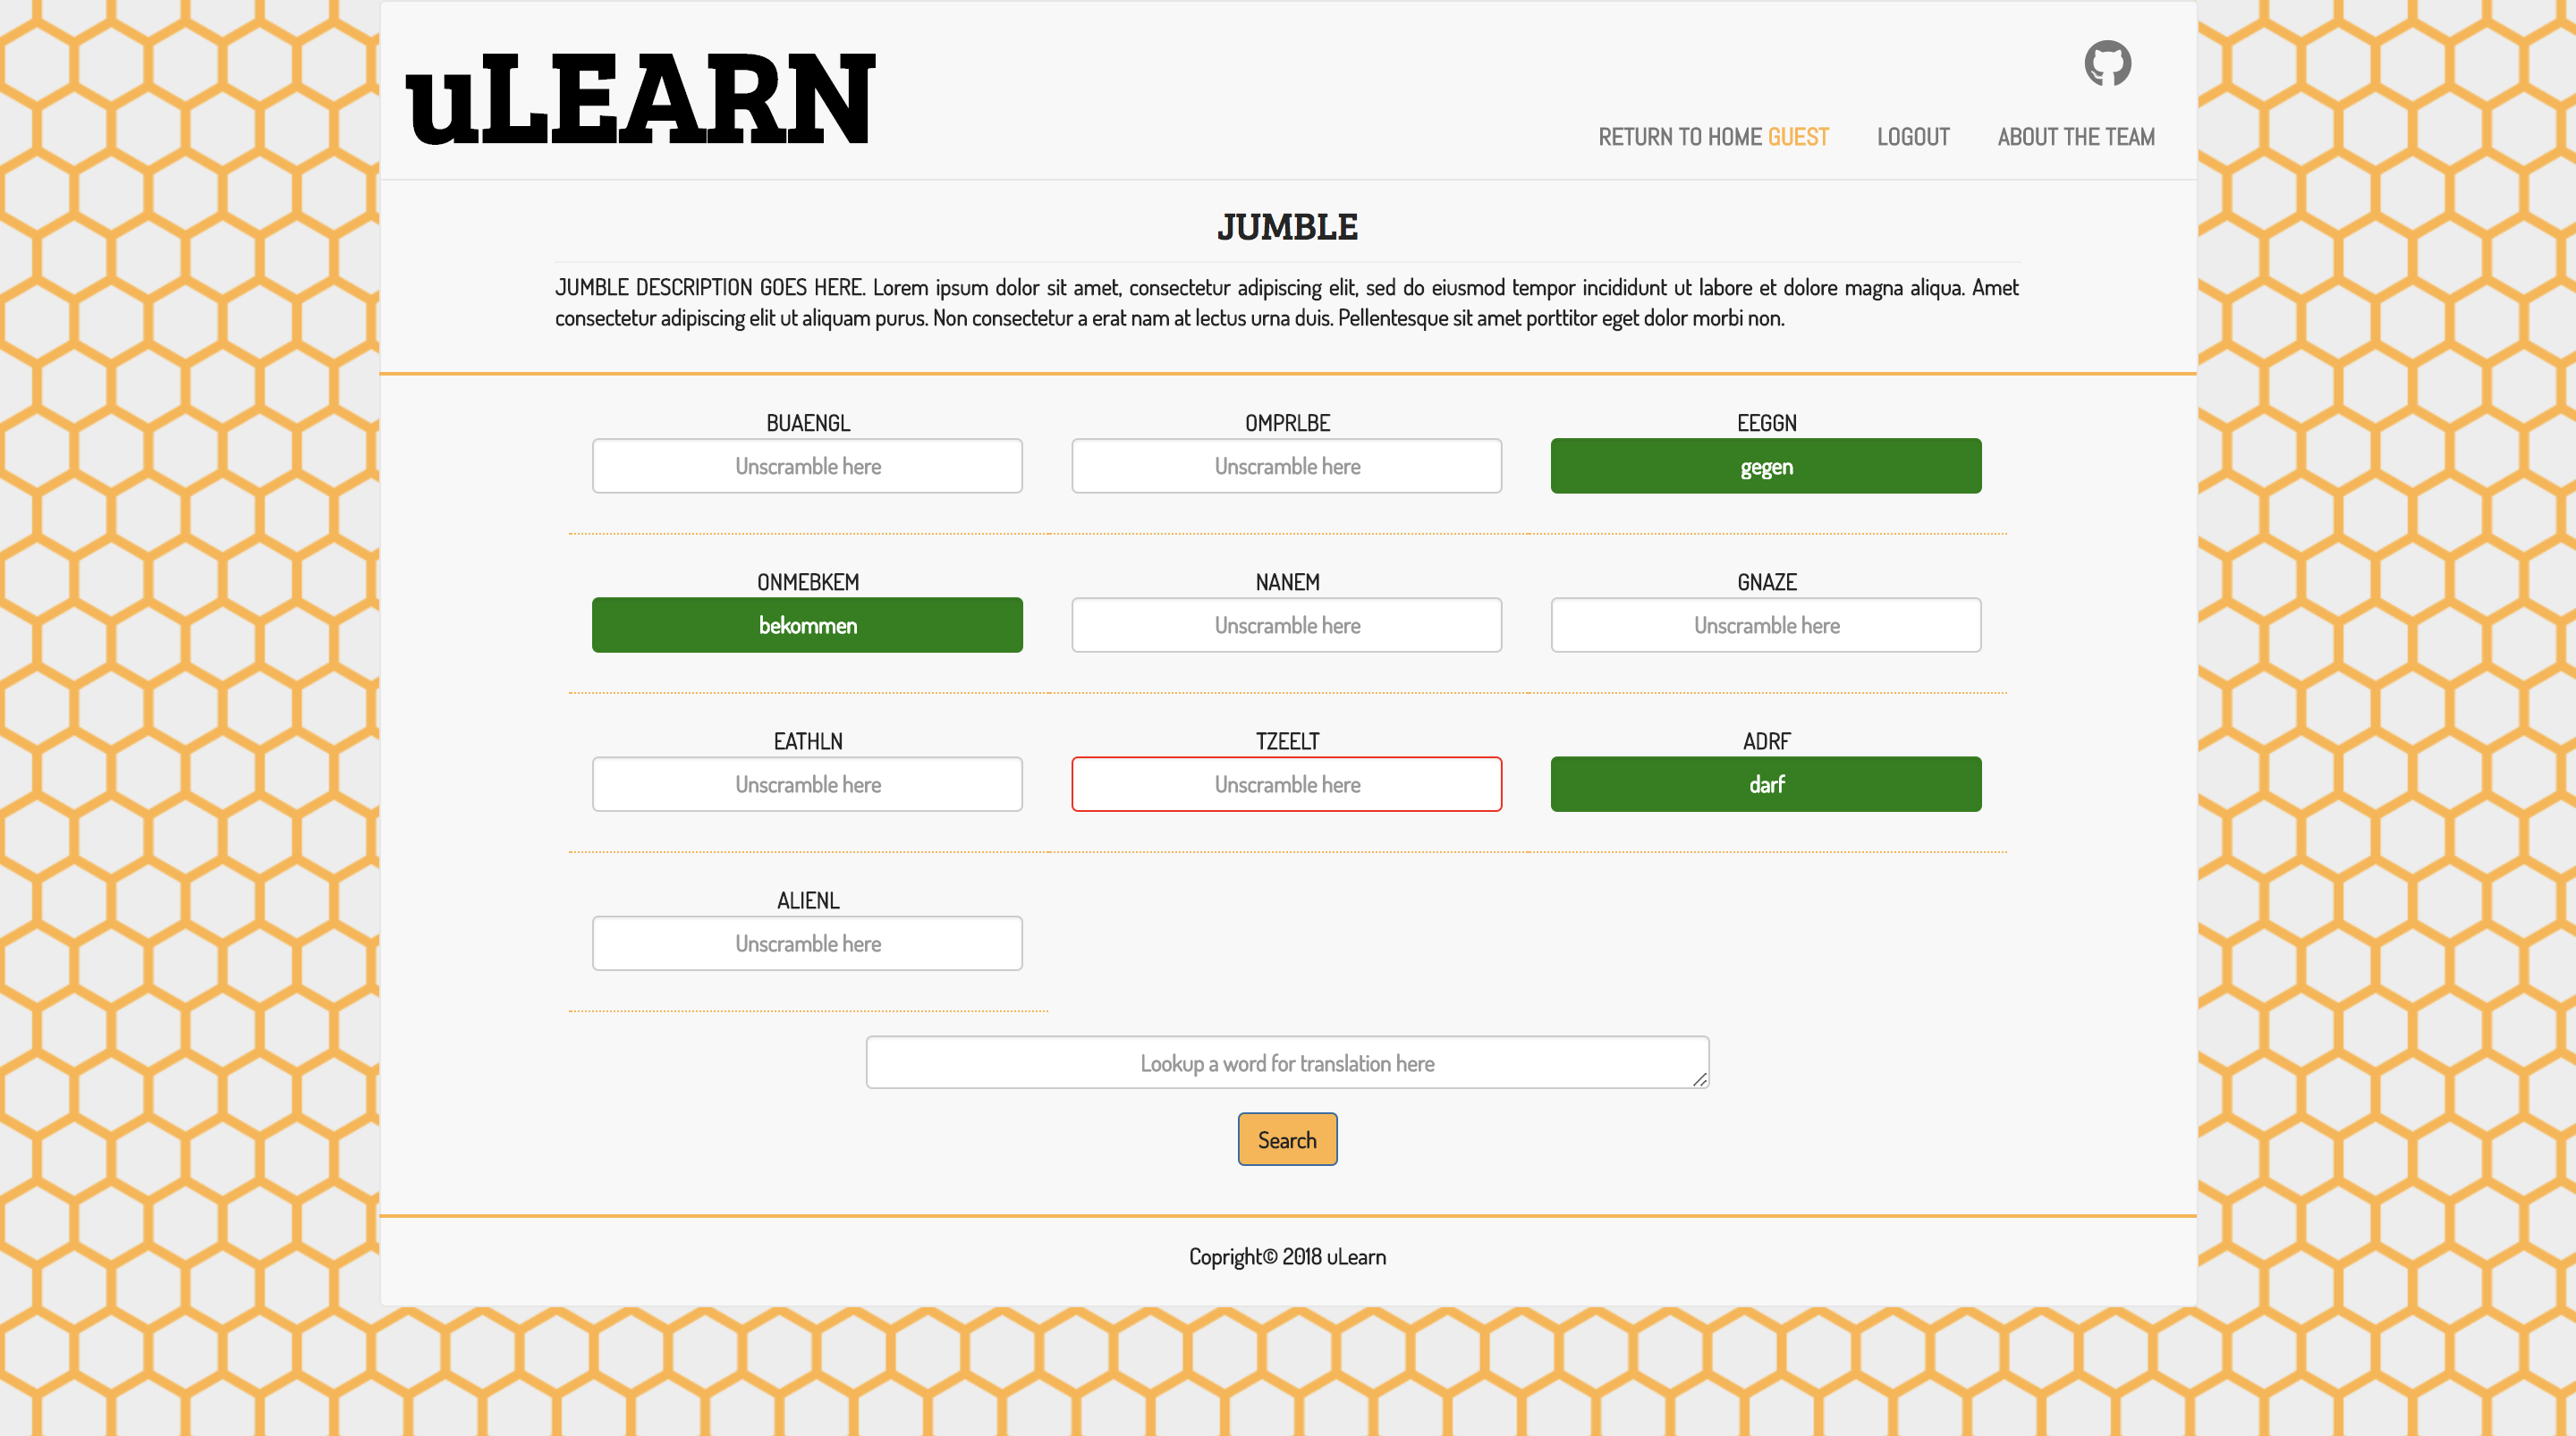 uLEARN
RETURN TO HOME GUEST LOGOUT ABOUT THE TEAM
JUMBLE
JUMBLE DESCRIPTION GOES HERE. Lorem ipsum dolor sit amet, consectetur adipiscing elit, sed do eiusmod tempor incididunt ut labore et dolore magna aliqua. Amet
consectetur adipiscing elit ut aliquam purus. Non consectetur a erat nam at lectus urna duis. Pellentesque sit amet porttitor eget dolor morbi non.
BUAENGL OMPRLBE EEGGN
Unscramble here Unscramble here gegen
ONMEBKEM NANEM GNAZE
bekommen Unscramble here Unscramble here
EATHLN TZEELT ADRF
Unscramble here Unscramble here darf
ALIENL
Unscramble here
Lookup a word for translation here
Search
Copright© 2018 uLearn